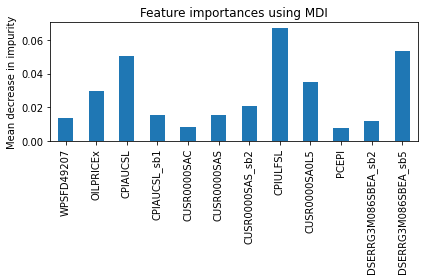 Feature importances using MDI
Mean decrease in impurity
0.06
0.04
0.02
0.00
WPSFD49207
OILPRICEx
CPIAUCSL
CPIAUCSL_sb1
CUSR0000SAC
CUSR0000SAS
CUSR0000SAS_sb2
CPIULFSL
CUSR0000SA0L5
PCEPI
DSERRG3M086SBEA_sb2
DSERRG3M086SBEA_sb5